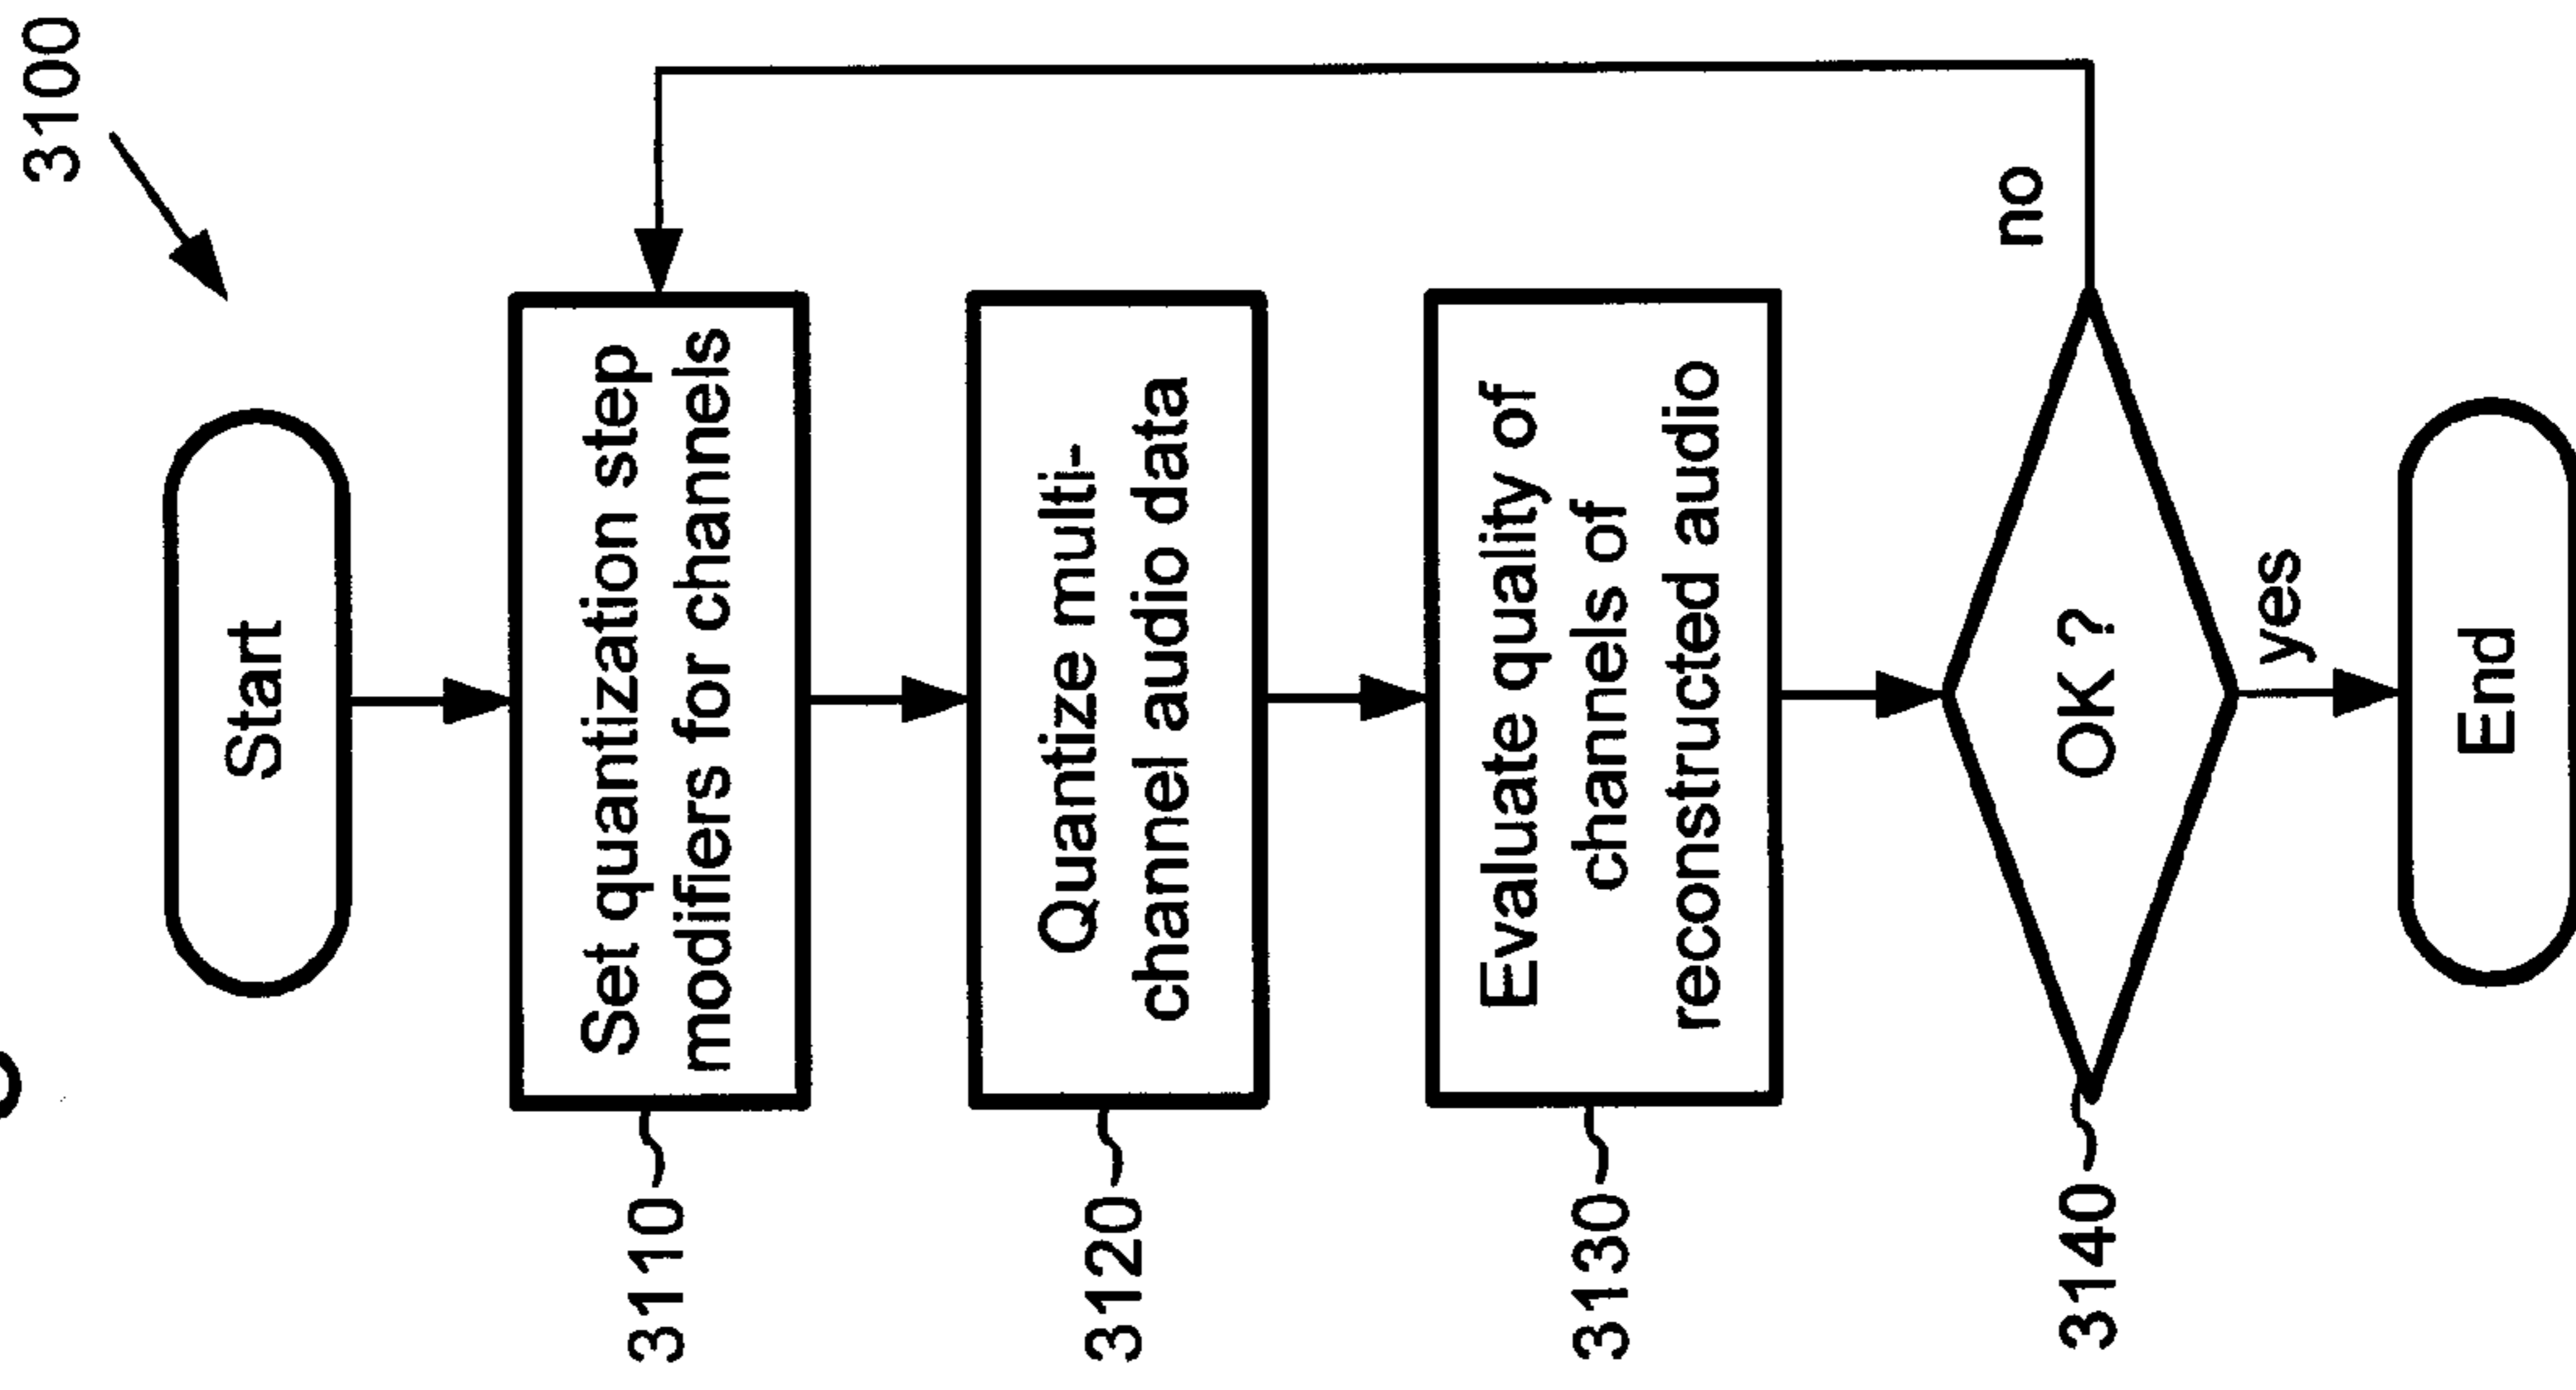 3100
Start
Set quantization step
modifiers for channels
3110
Quantize multi-
channel audio data
3120
Evaluate quality of
channels of
reconstructed audio
3130
OK ?
no
3140
yes
End